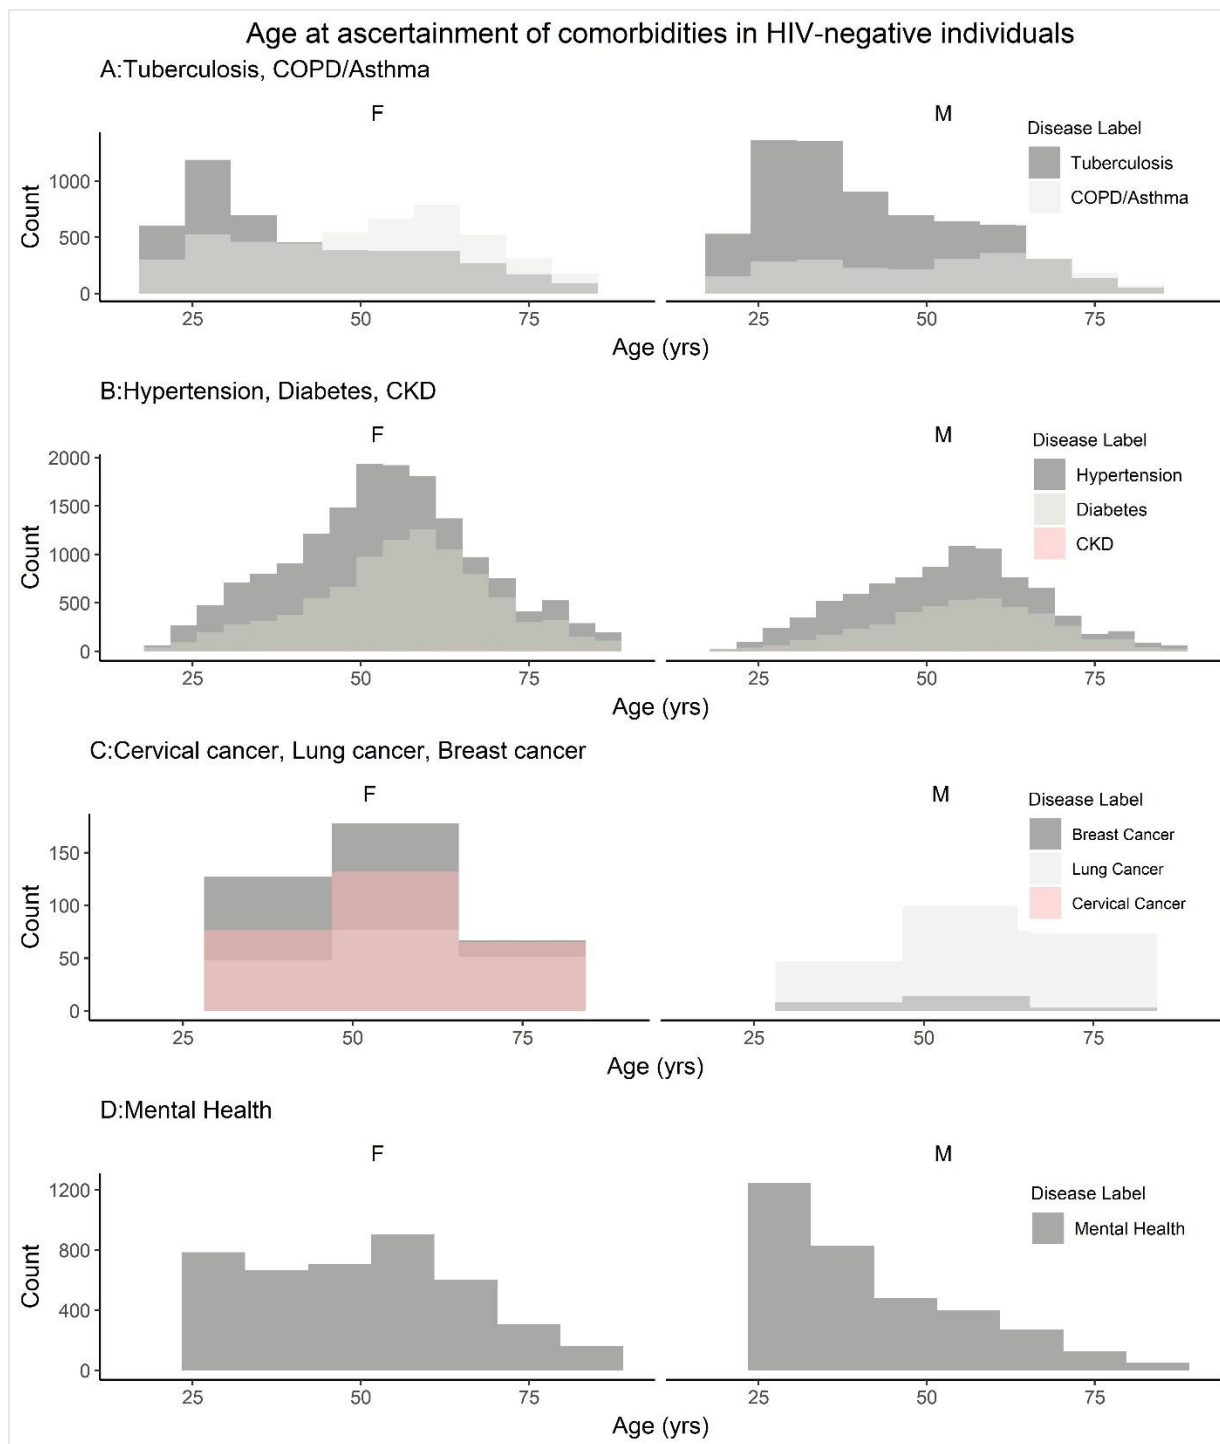 Age at ascertainment of comorbidities in HIV-negative individuals
A:Tuberculosis, COPD/Asthma
F
M
Disease Label
Tuberculosis
COPD/Asthma
Count
1000
500
0
25
50
75
25
50
75
Age (yrs)
B:Hypertension, Diabetes, CKD
F
M
Disease Label
Hypertension
Diabetes
CKD
Count
2000
1500
1000
500
0
25
50
75
25
50
75
Age (yrs)
C:Cervical cancer, Lung cancer, Breast cancer
F
M
Disease Label
Breast Cancer
Lung Cancer
Cervical Cancer
Count
150
100
50
0
25
50
75
25
50
75
Age (yrs)
D:Mental Health
F
M
Disease Label
Mental Health
Count
1200
800
400
0
25
50
75
25
50
75
Age (yrs)